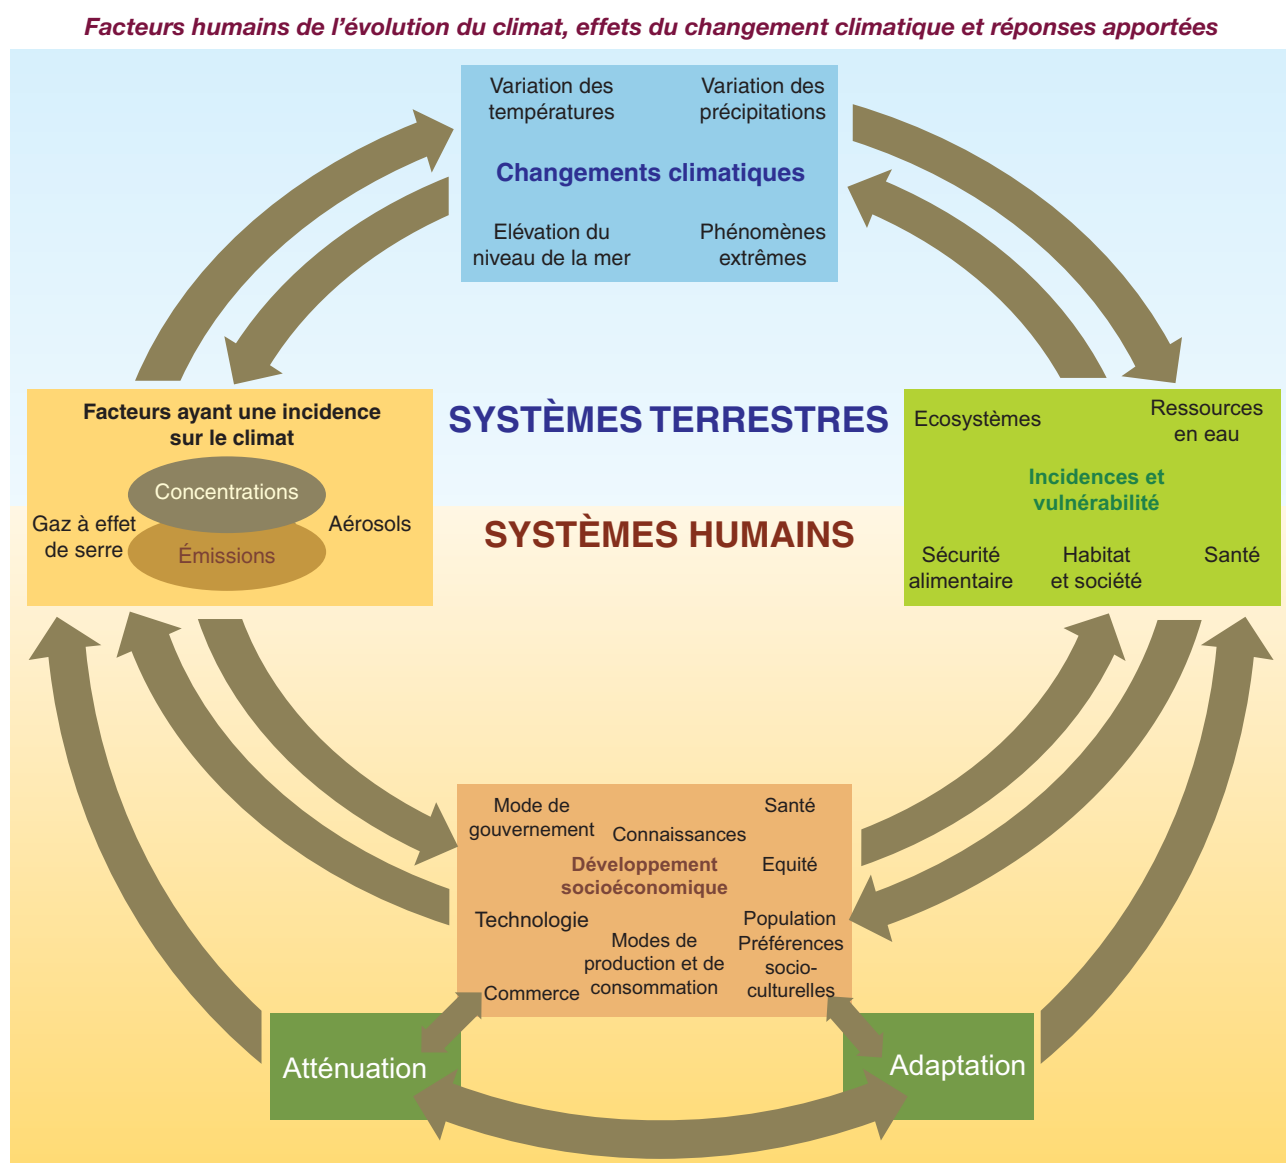 Facteurs humains de l’évolution du climat, effets du changement climatique et réponses apportées
Variation des
températures
Variation des
précipitations
Changements climatiques
Elévation du
niveau de la mer
Phénomènes
extrêmes
Facteurs ayant une incidence
sur le climat
Concentrations
Gaz à effet
de serre
Aérosols
Émissions
SYSTÈMES TERRESTRES
SYSTÈMES HUMAINS
Ecosystèmes
Ressources
en eau
Incidences et
vulnérabilité
Sécurité
alimentaire
Habitat
et société
Santé
Mode de
gouvernement
Connaissances
Santé
Développement
socioéconomique
Equité
Technologie
Modes de
production et de
consommation
Population
Préférences
socio-
culturelles
Commerce
Atténuation
Adaptation